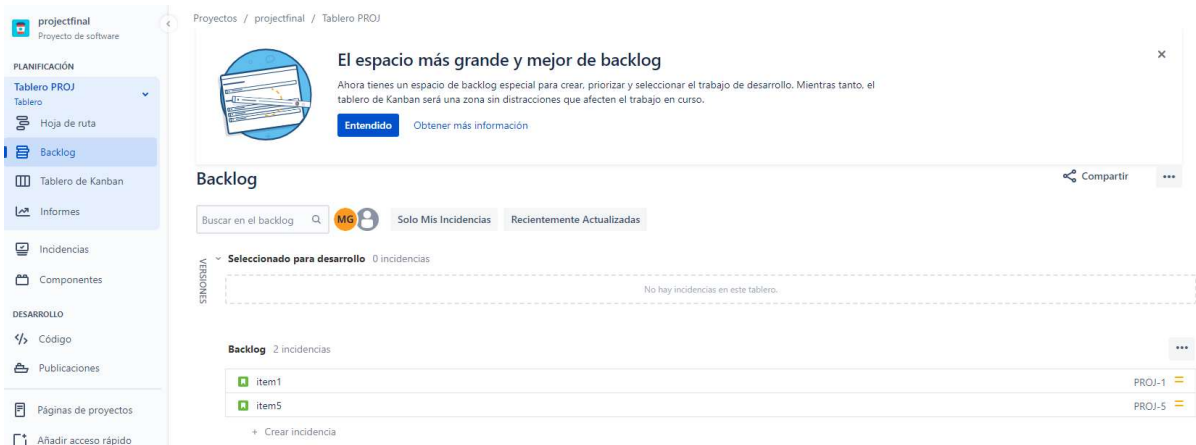 projectfinal
Proyecto de software
PLANIFICACIÓN
Tablero PROJ
Tablero
Hoja de ruta
Backlog
Tablero de Kanban
Informes
Incidencias
Componentes
DESARROLLO
Código
Publicaciones
Páginas de proyectos
Añadir acceso rápido
Proyectos / projectfinal / Tablero PROJ
El espacio más grande y mejor de backlog
Ahora tienes un espacio de backlog especial para crear, priorizar y seleccionar el trabajo de desarrollo. Mientras tanto, el
tablero de Kanban será una zona sin distracciones que afecten el trabajo en curso.
Entendido Obtener más información
Backlog
Compartir
Buscar en el backlog MG Solo Mis Incidencias Recientemente Actualizadas
VERSIONES
Seleccionado para desarrollo 0 incidencias
No hay incidencias en este tablero.
Backlog 2 incidencias
item1 PROJ-1
item5 PROJ-5
+ Crear incidencia